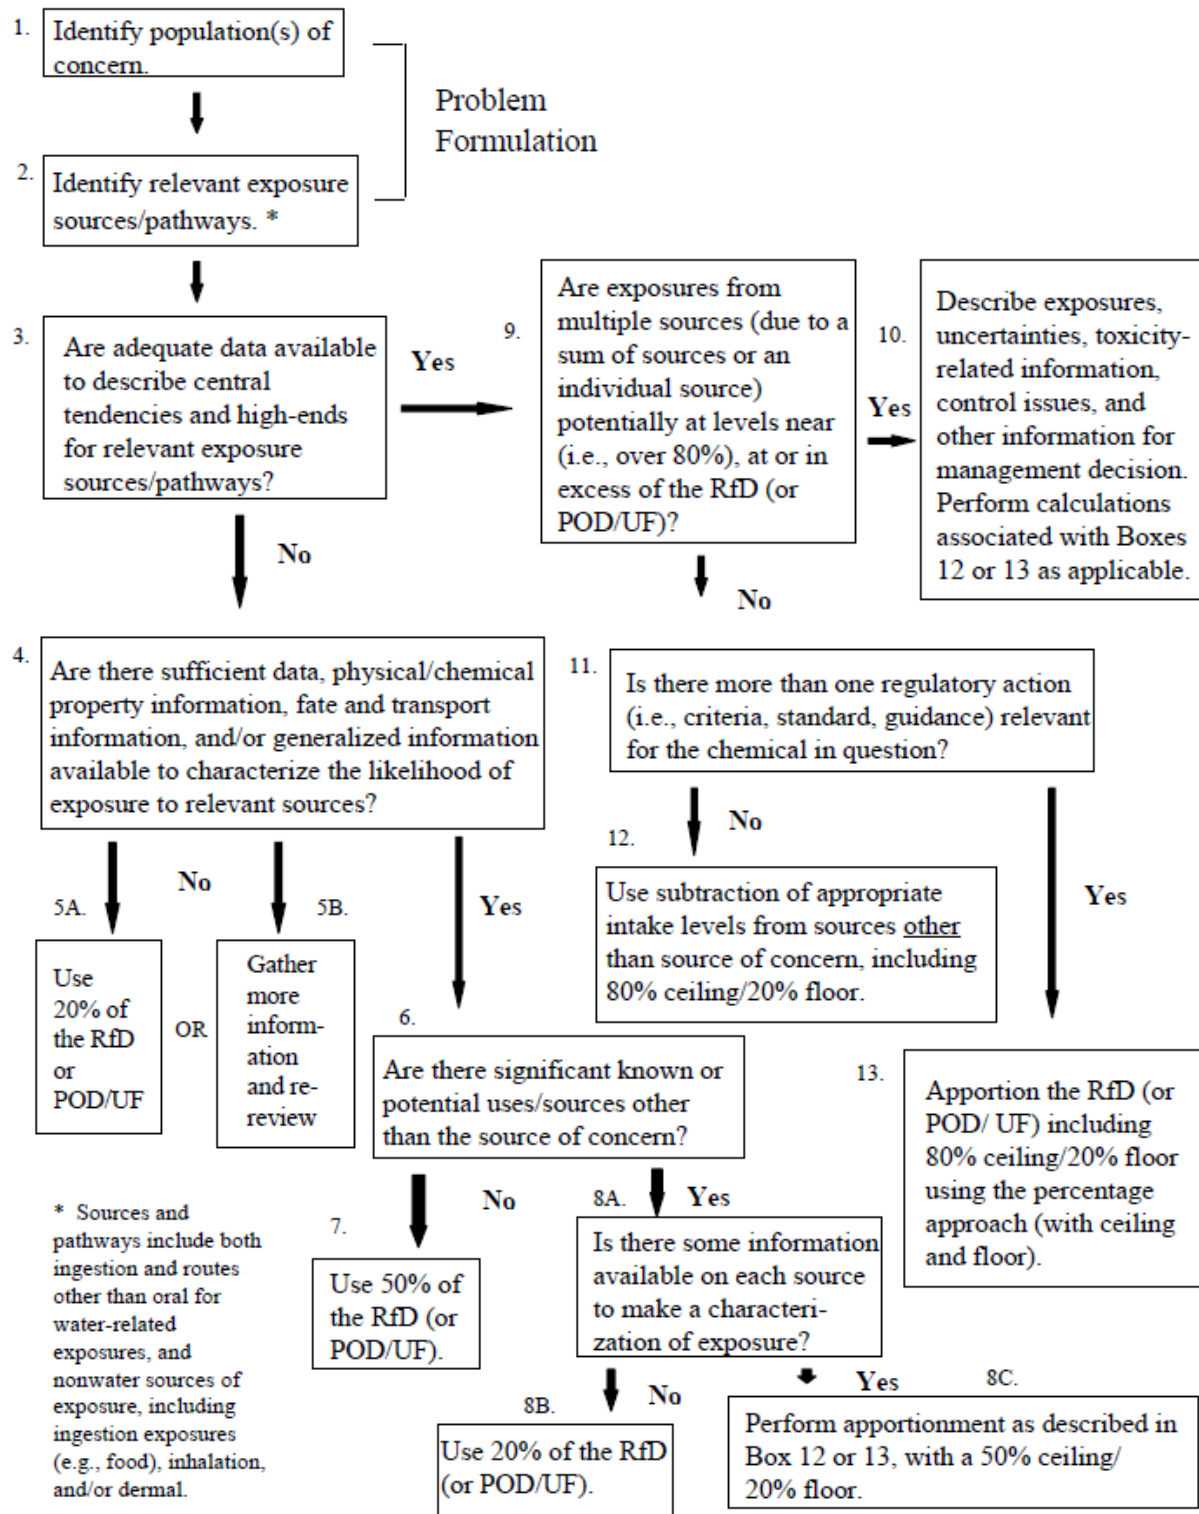 1.
Identify population(s) of
concern.
Problem
Formulation
2.
Identify relevant exposure
sources/pathways. *
3.
Are adequate data available
to describe central
tendencies and high-ends
for relevant exposure
sources/pathways?
Yes
No
9.
Are exposures from
multiple sources (due to a
sum of sources or an
individual source)
potentially at levels near
(i.e., over 80%), at or in
excess of the RfD (or
POD/UF)?
Yes
No
10.
Describe exposures,
uncertainties, toxicity-
related information,
control issues, and
other information for
management decision.
Perform calculations
associated with Boxes
12 or 13 as applicable.
4.
Are there sufficient data, physical/chemical
property information, fate and transport
information, and/or generalized information
available to characterize the likelihood of
exposure to relevant sources?
No
Yes
5A.
Use
20% of
the RfD
or
POD/UF
OR
5B.
Gather
more
inform-
ation
and re-
review
11.
Is there more than one regulatory action
(i.e., criteria, standard, guidance) relevant
for the chemical in question?
No
Yes
12.
Use subtraction of appropriate
intake levels from sources other
than source of concern, including
80% ceiling/20% floor.
6.
Are there significant known or
potential uses/sources other
than the source of concern?
No
Yes
13.
Apportion the RfD (or
POD/ UF) including
80% ceiling/20% floor
using the percentage
approach (with ceiling
and floor).
7.
Use 50% of
the RfD (or
POD/UF).
8A.
Is there some information
available on each source
to make a characteri-
zation of exposure?
No
Yes
8B.
Use 20% of the RfD
(or POD/UF).
8C.
Perform apportionment as described in
Box 12 or 13, with a 50% ceiling/
20% floor.
* Sources and
pathways include both
ingestion and routes
other than oral for
water-related
exposures, and
nonwater sources of
exposure, including
ingestion exposures
(e.g., food), inhalation,
and/or dermal.